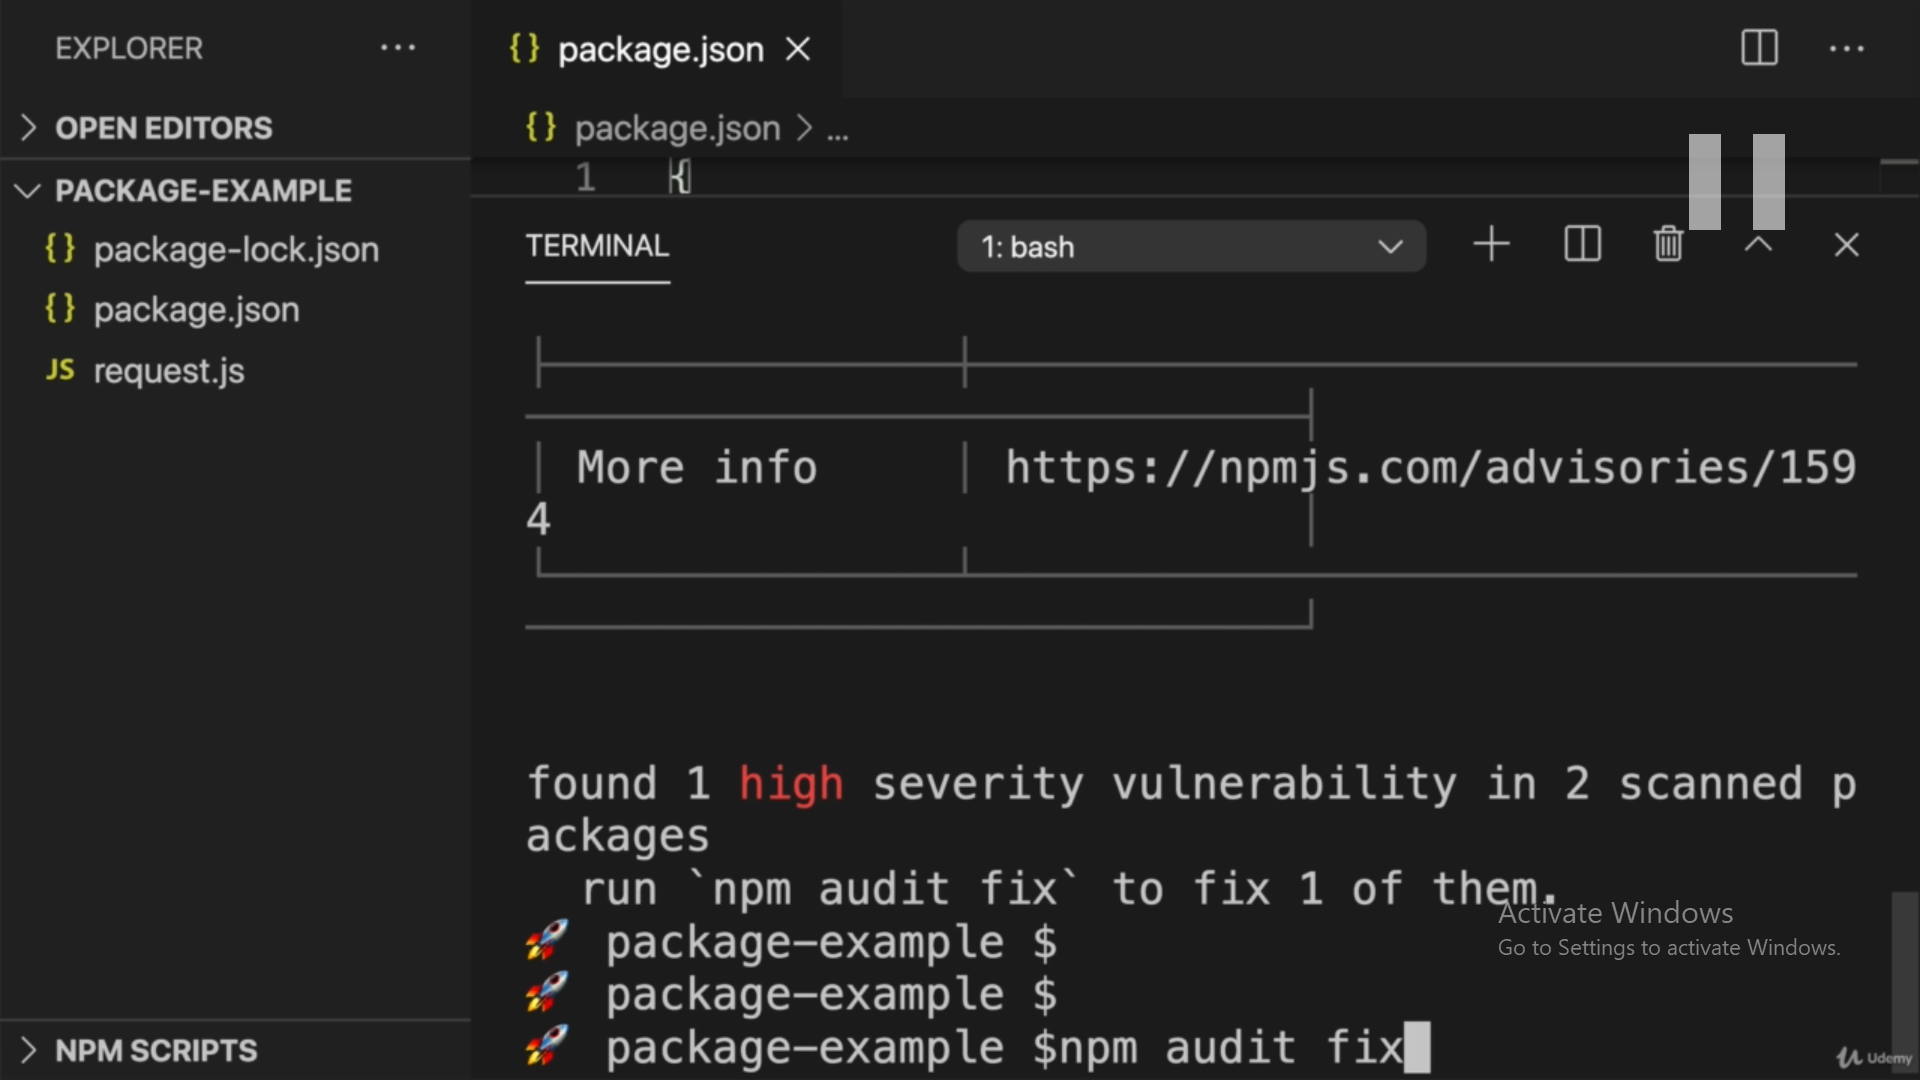 EXPLORER ...
package.json
OPEN EDITORS
package.json > ...
PACKAGE-EXAMPLE
1 {
package-lock.json
TERMINAL 1: bash
package.json
JS request.js
More info https://npmjs.com/advisories/159
4
found 1 high severity vulnerability in 2 scanned p
ackages
run `npm audit fix` to fix 1 of them.
package-example $
package-example $
package-example $npm audit fix
Activate Windows
Go to Settings to activate Windows.
NPM SCRIPTS
Udemy